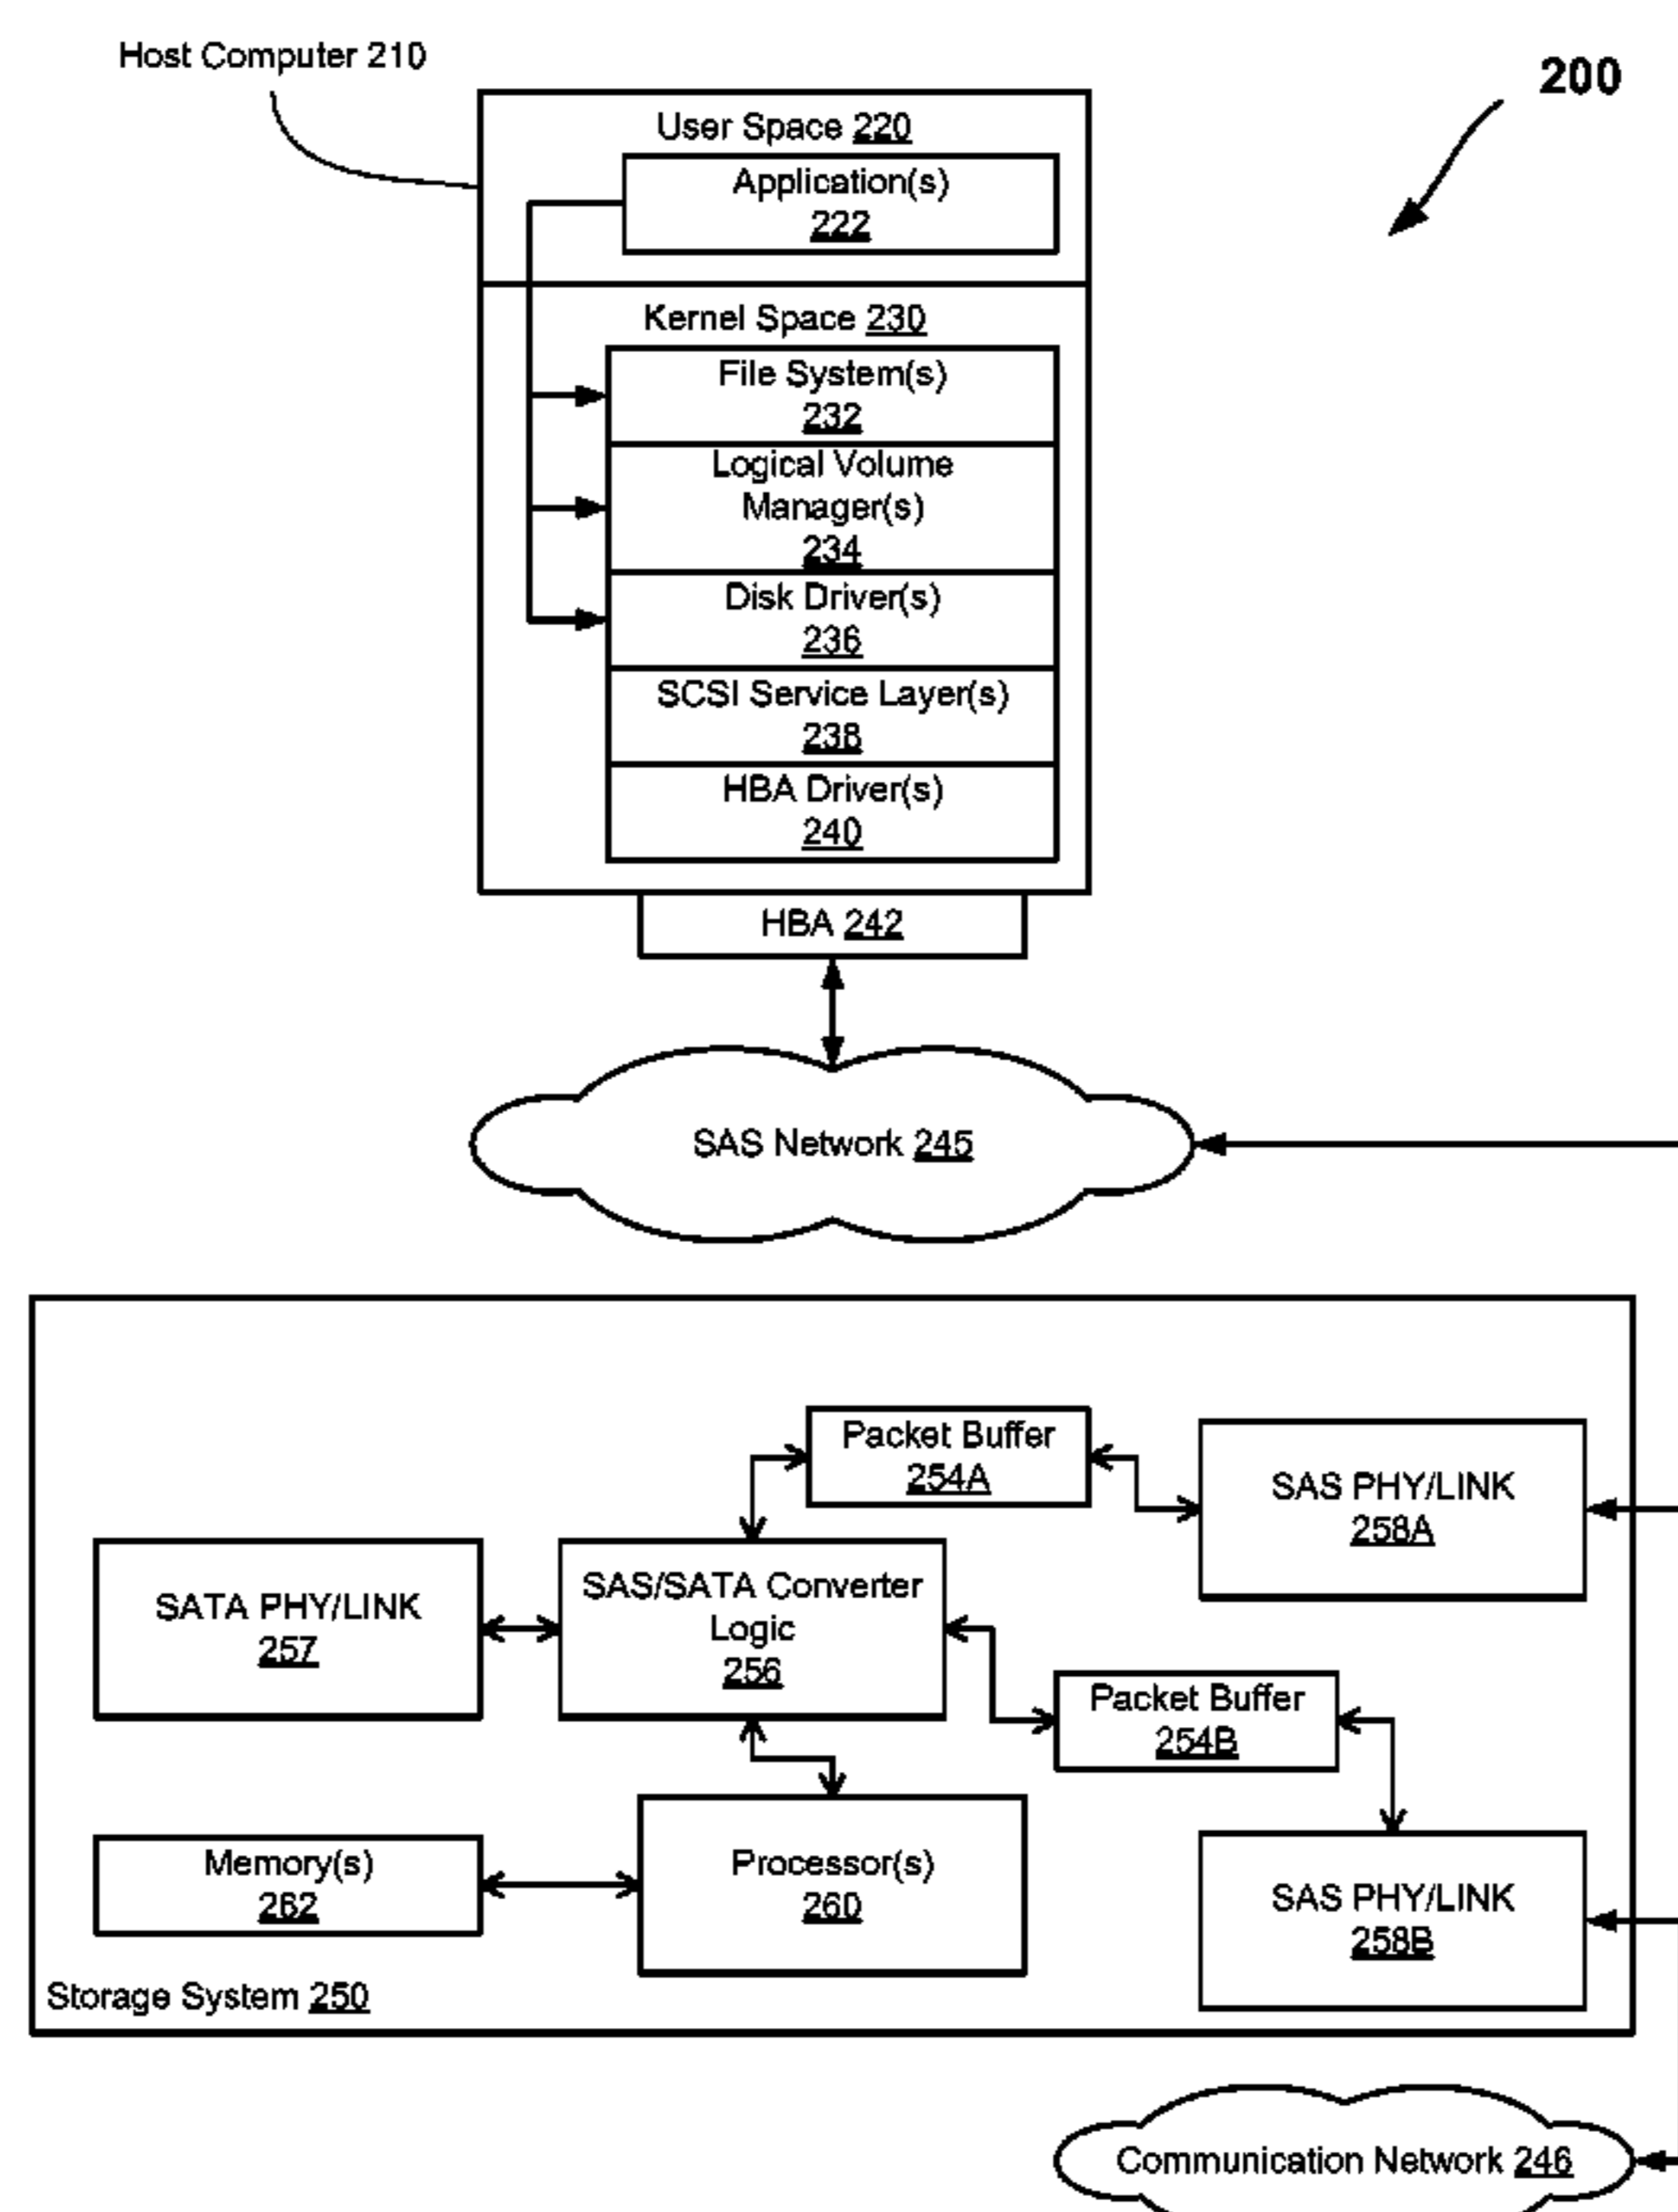 Host Computer 210
200
User Space 220
Application(s)
222
Kernel Space 230
File System(s)
232
Logical Volume
Manager(s)
234
Disk Driver(s)
236
SCSI Service Layer(s)
238
HBA Driver(s)
240
HBA 242
SAS Network 245
Packet Buffer
254A
SAS PHY/LINK
258A
SATA PHY/LINK
257
SAS/SATA Converter
Logic
256
Packet Buffer
254B
Memory(s)
262
Processor(s)
260
SAS PHY/LINK
258B
Storage System 250
Communication Network 246